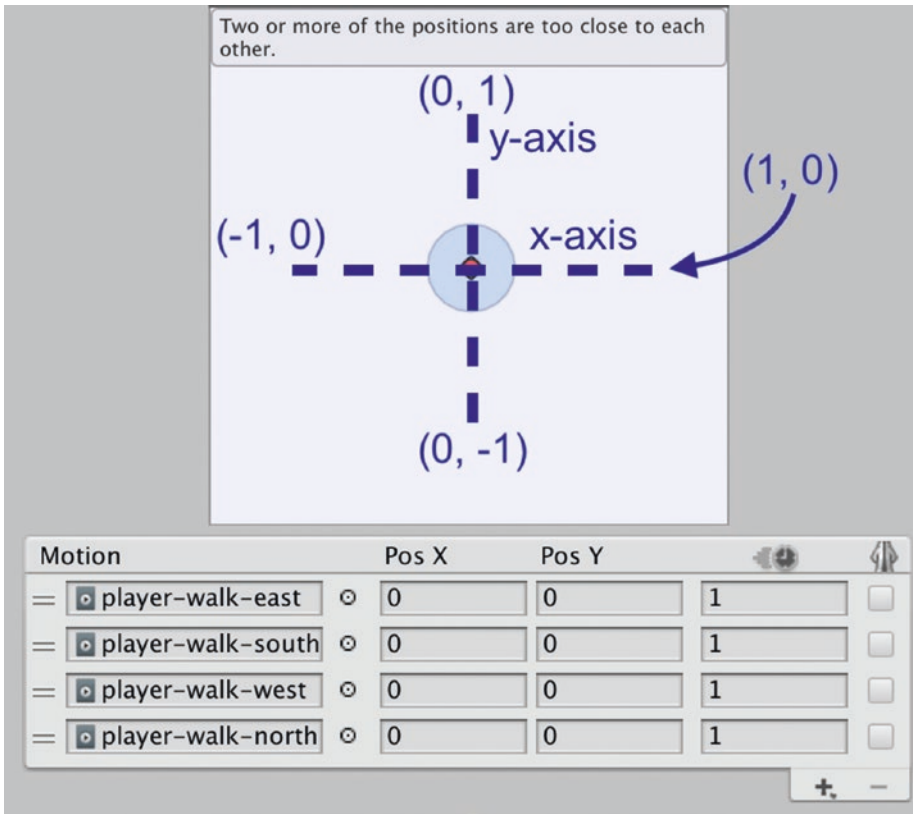 Two or more of the positions are too close to each
other.
(0, 1)
y-axis
(1, 0)
(-1, 0)
x-axis
(0, -1)
Motion Pos X Pos Y
player-walk-east 0 0 1
player-walk-south 0 0 1
player-walk-west 0 0 1
player-walk-north 0 0 1